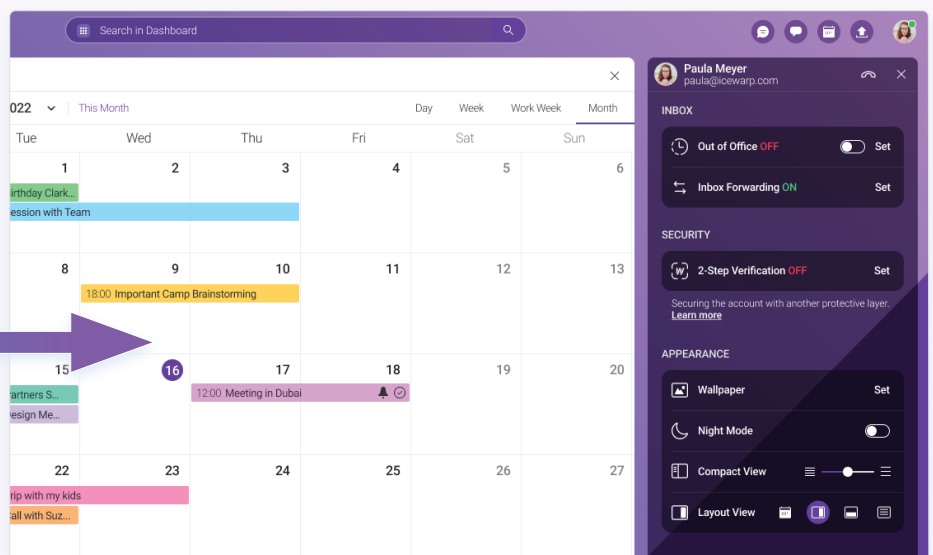 Search in Dashboard
Paula Meyer
paula@icewarp.com
2022 This Month Day Week Work Week Month
Tue Wed Thu Fri Sat Sun
1 2 3 4 5 6
irthday Clark...
ession with Team
8 9 10 11 12 13
18:00 Important Camp Brainstorming
15 16 17 18 19 20
artners S...
12:00 Meeting in Dubai
esign Me...
22 23 24 25 26 27
rip with my kids
all with Suz...
INBOX
Out of Office OFF Set
Inbox Forwarding ON Set
SECURITY
2-Step Verification OFF Set
Securing the account with another protective layer.
Learn more
APPEARANCE
Wallpaper Set
Night Mode
Compact View
Layout View